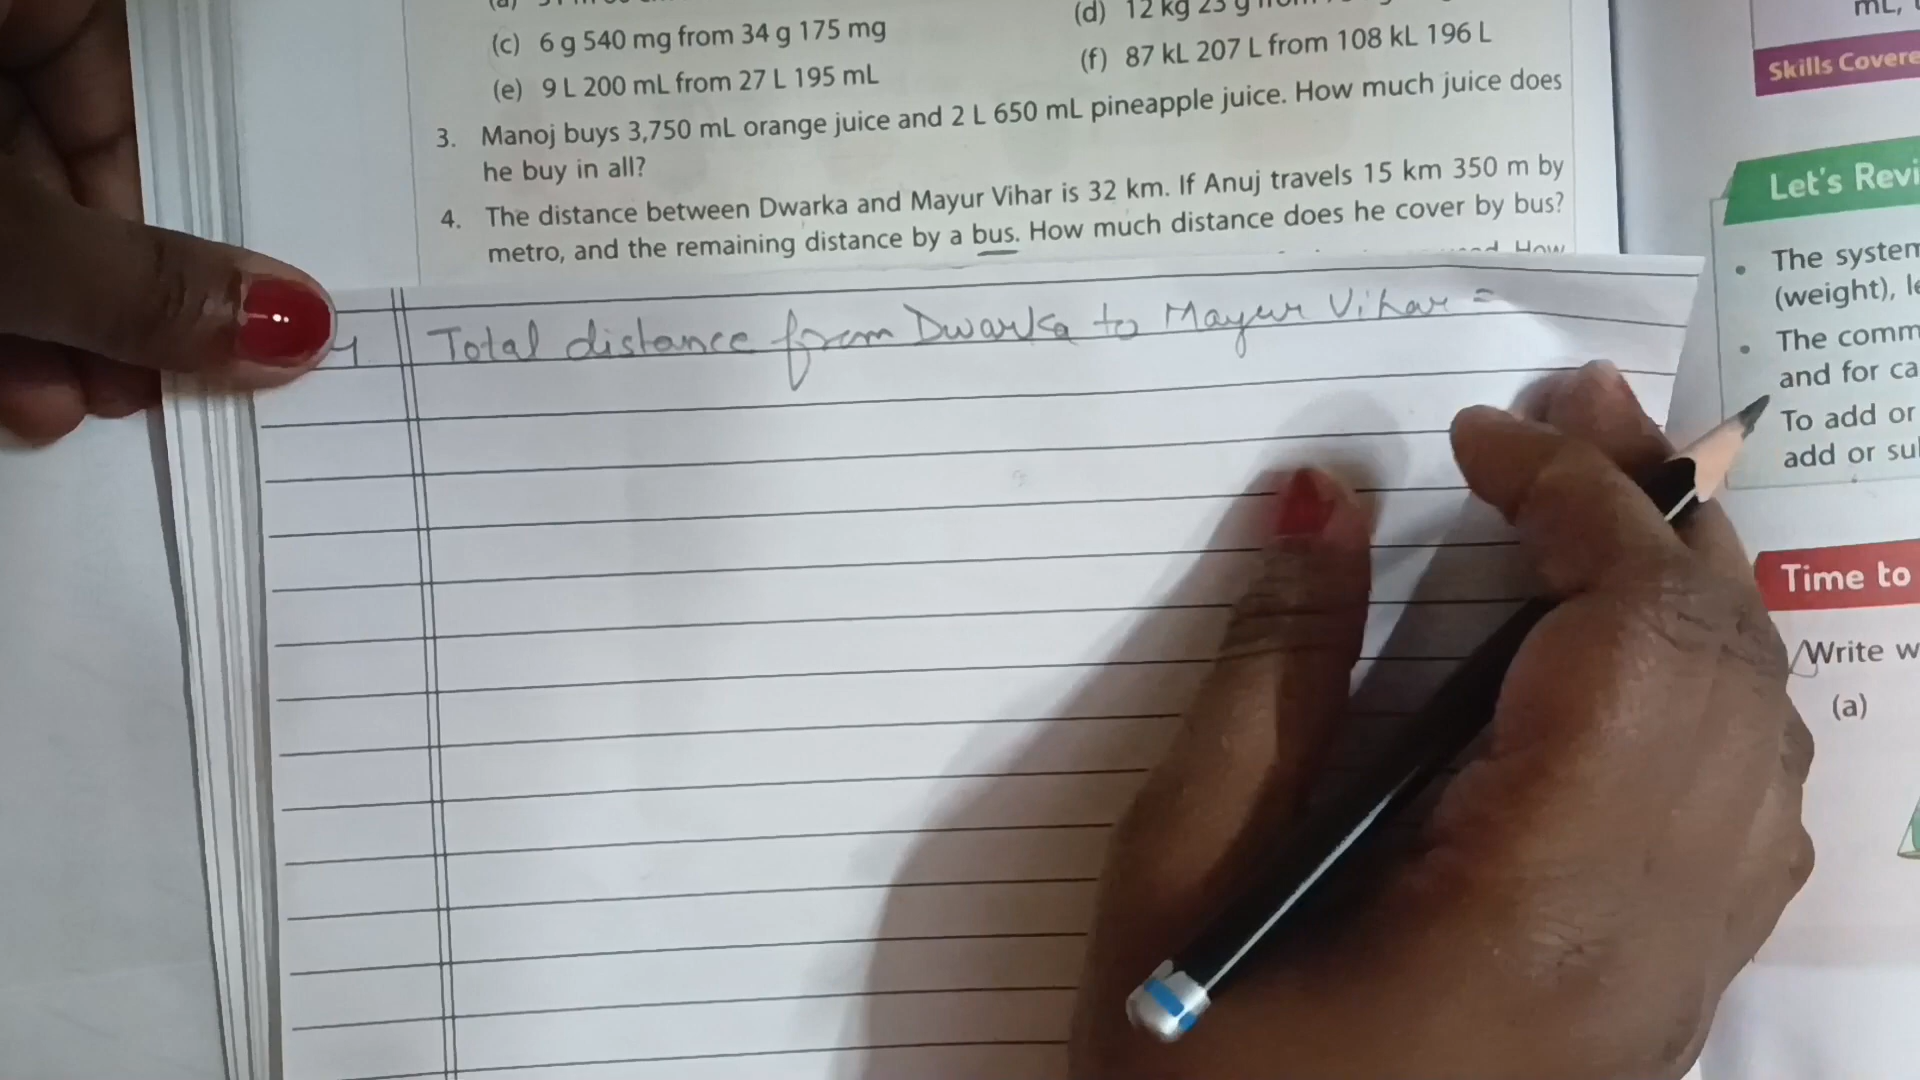 (c) 6 g 540 mg from 34 g 175 mg
(d) 12 kg 23 g
(e) 9 L 200 mL from 27 L 195 mL
(f) 87 kL 207 L from 108 kL 196 L
3. Manoj buys 3,750 mL orange juice and 2 L 650 mL pineapple juice. How much juice does
he buy in all?
4. The distance between Dwarka and Mayur Vihar is 32 km. If Anuj travels 15 km 350 m by
metro, and the remaining distance by a bus. How much distance does he cover by bus?
How
4 Total distance from Dwarka to Mayur Vihar =
mL,
Skills Covere
Let's Revi
• The system
(weight), le
• The comm
and for ca
To add or
add or su
Time to
Write w
(a)